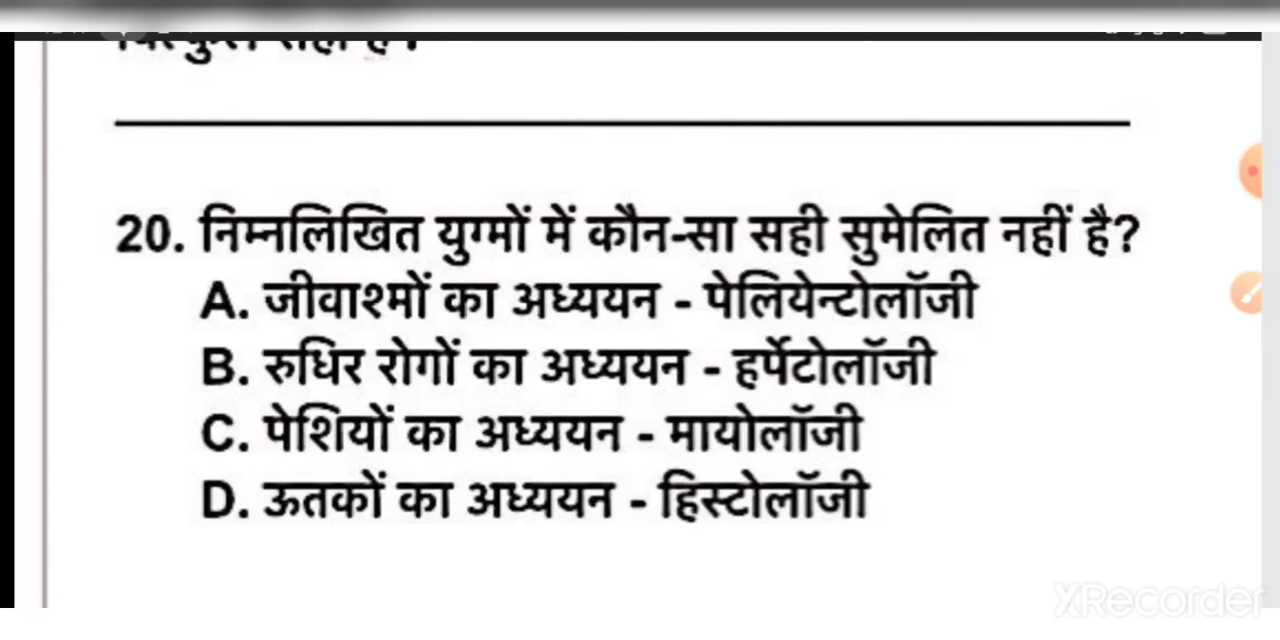 20. निम्नलिखित युग्मों में कौन-सा सही सुमेलित नहीं है?
A. जीवाश्मों का अध्ययन - पेलियेन्टोलॉजी
B. रुधिर रोगों का अध्ययन - हर्पेटोलॉजी
C. पेशियों का अध्ययन - मायोलॉजी
D. ऊतकों का अध्ययन - हिस्टोलॉजी
XRecorder